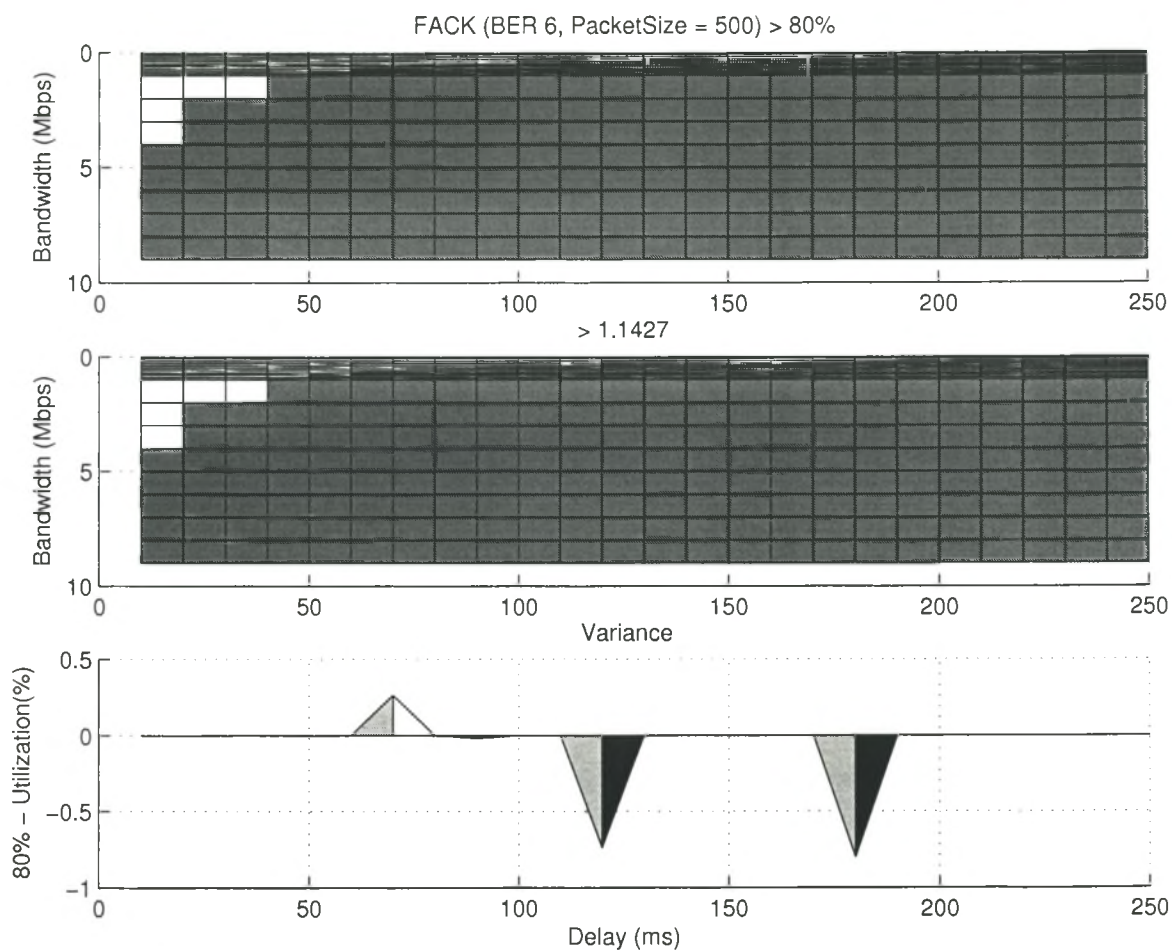 FACK (BER 6, PacketSize = 500) > 80%
0
5
10
Bandwidth (Mbps)
0 50 100 150 200 250
> 1.1427
0
5
10
Bandwidth (Mbps)
0 50 100 150 200 250
Variance
0.5
0
−0.5
−1
80% − Utilization(%)
0 50 100 150 200 250
Delay (ms)